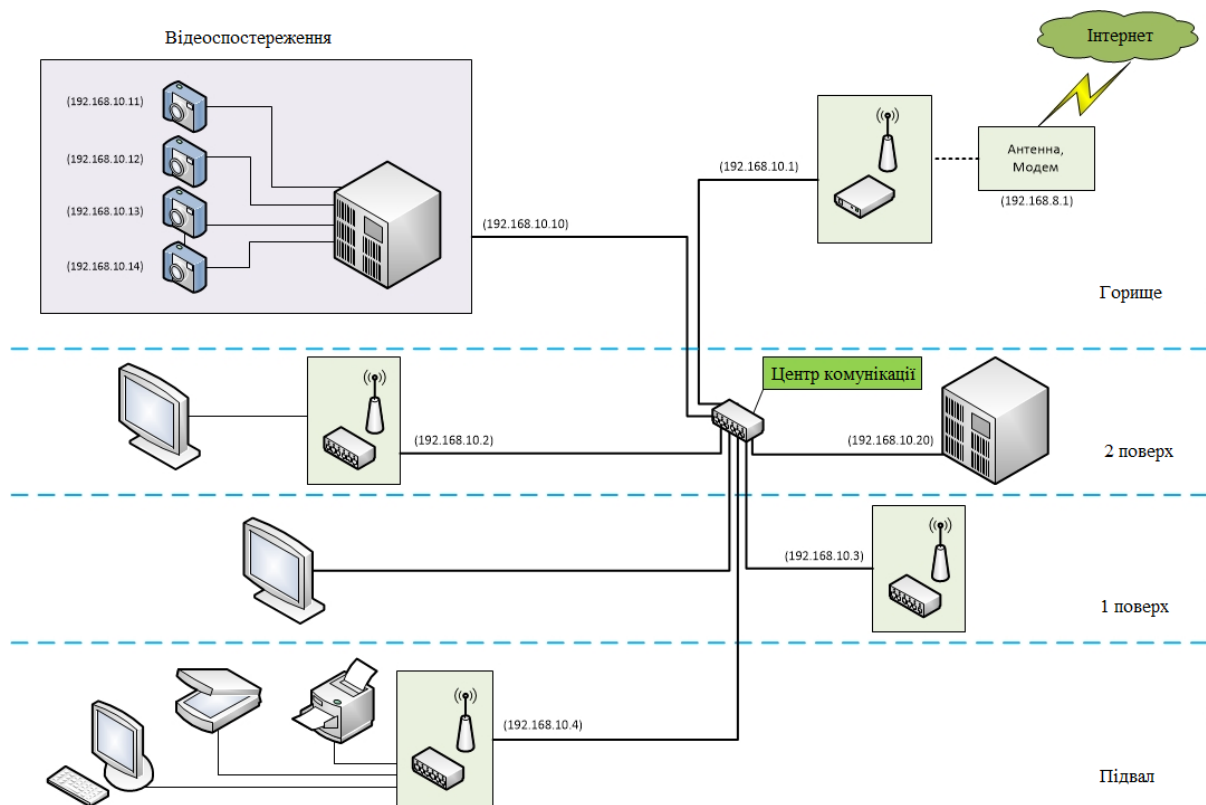 Відеоспостереження
Інтернет
(192.168.10.11)
(192.168.10.12)
(192.168.10.13)
(192.168.10.14)
(192.168.10.10)
(192.168.10.1)
Антенна,
Модем
(192.168.8.1)
Горище
Центр комунікації
(192.168.10.2)
(192.168.10.20)
2 поверх
(192.168.10.3)
1 поверх
(192.168.10.4)
Підвал